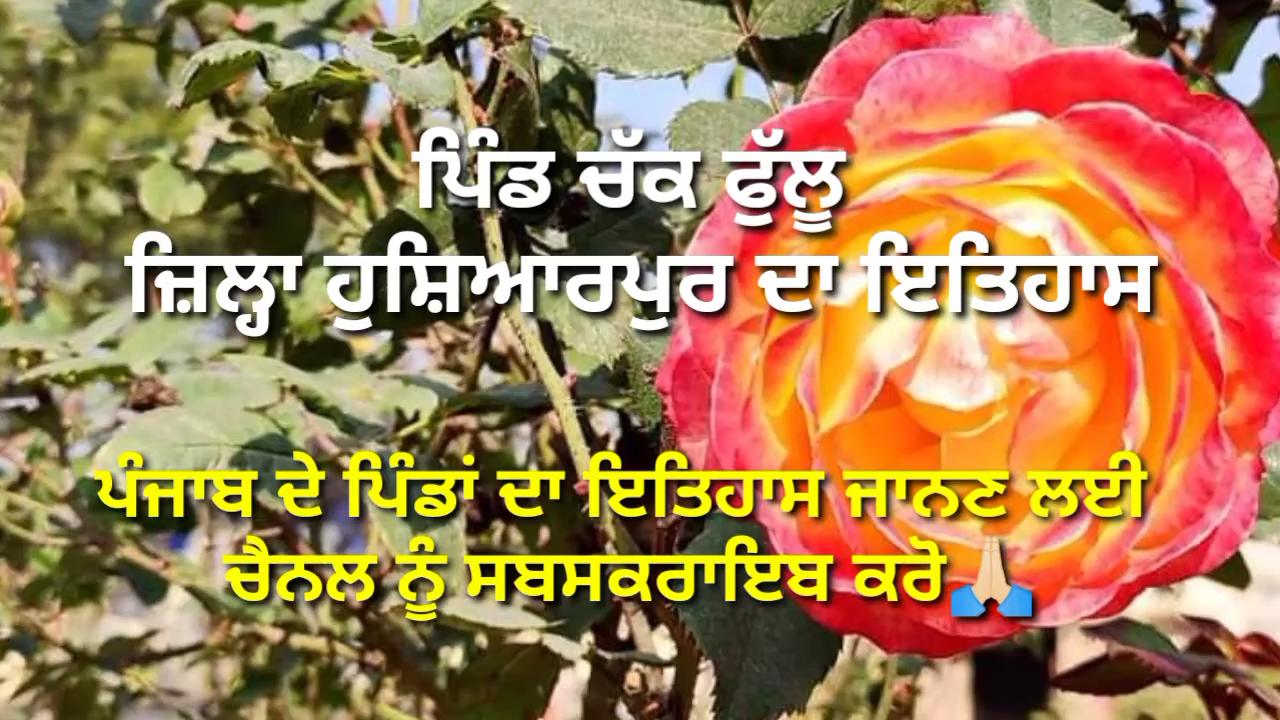 ਪਿੰਡ ਚੱਕ ਫੁੱਲੂ
ਜ਼ਿਲ੍ਹਾ ਹੁਸ਼ਿਆਰਪੁਰ ਦਾ ਇਤਿਹਾਸ
ਪੰਜਾਬ ਦੇ ਪਿੰਡਾਂ ਦਾ ਇਤਿਹਾਸ ਜਾਨਣ ਲਈ
ਚੈਨਲ ਨੂੰ ਸਬਸਕਰਾਇਬ ਕਰੋ🙏🏻